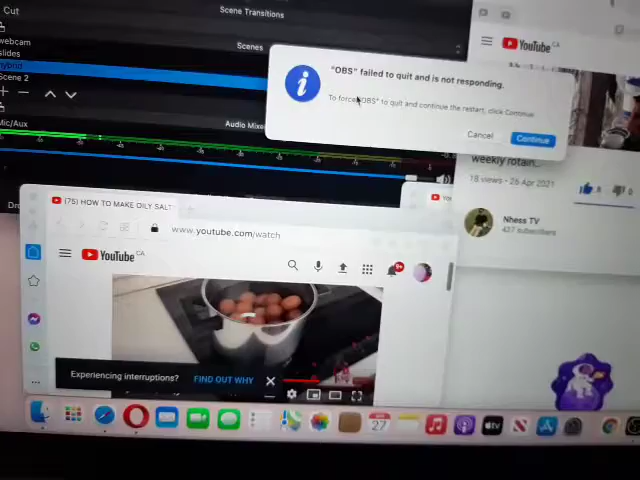 Cut
Scene Transitions
Scenes
webcam
slides
hybrid
Scene 2
Mic/Aux
Audio Mixe
"OBS" failed to quit and is not responding.
To force "OBS" to quit and continue the restart, click Continue.
Cancel
Continue
YouTube CA
weekly rotain..
18 views • 26 Apr 2021
Nhess TV
437 subscribers
(75) HOW TO MAKE OILY SALT
www.youtube.com/watch
YouTube CA
9+
Experiencing interruptions?
FIND OUT WHY
27
tv